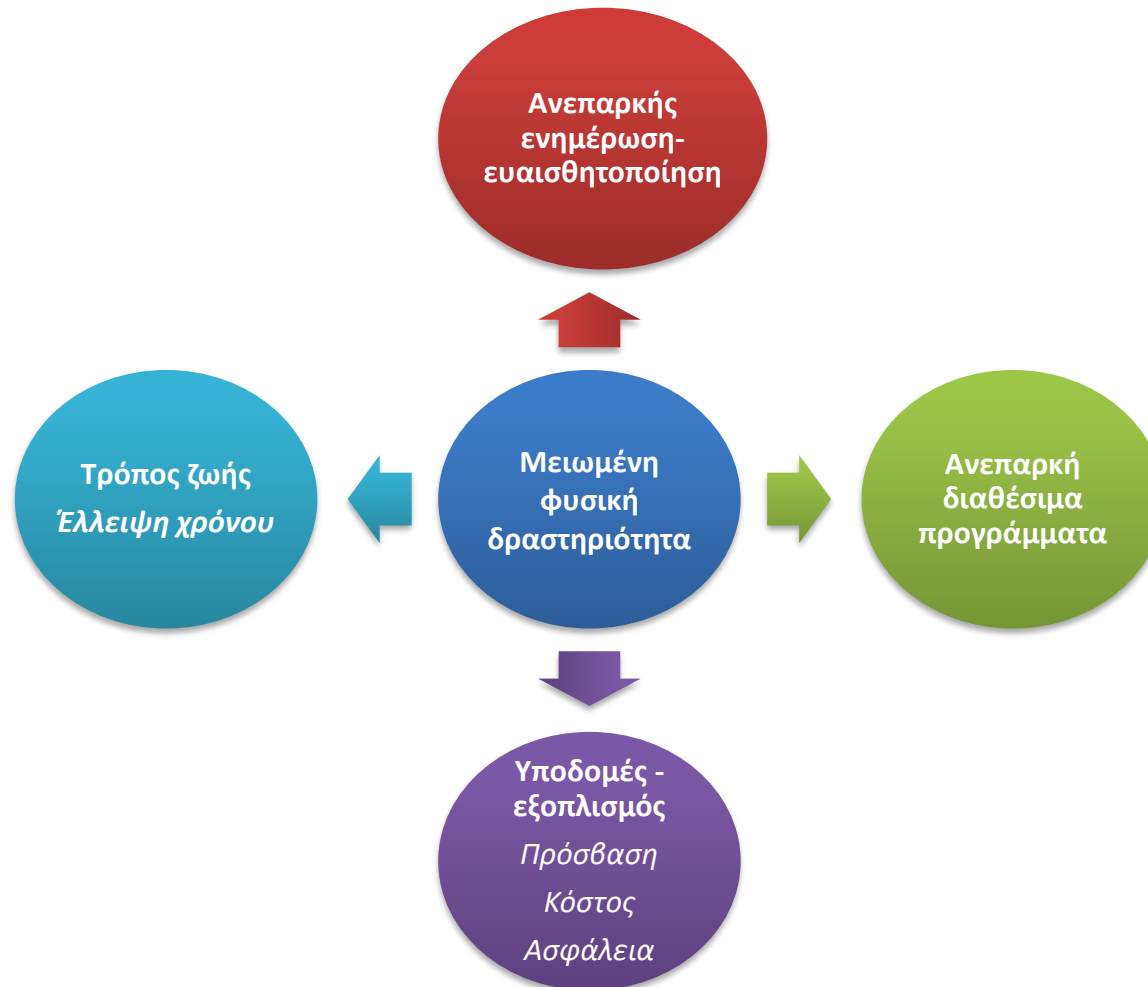 Ανεπαρκής
ενημέρωση-
ευαισθητοποίηση
Τρόπος ζωής
Έλλειψη χρόνου
Μειωμένη
φυσική
δραστηριότητα
Ανεπαρκή
διαθέσιμα
προγράμματα
Υποδομές -
εξοπλισμός
Πρόσβαση
Κόστος
Ασφάλεια